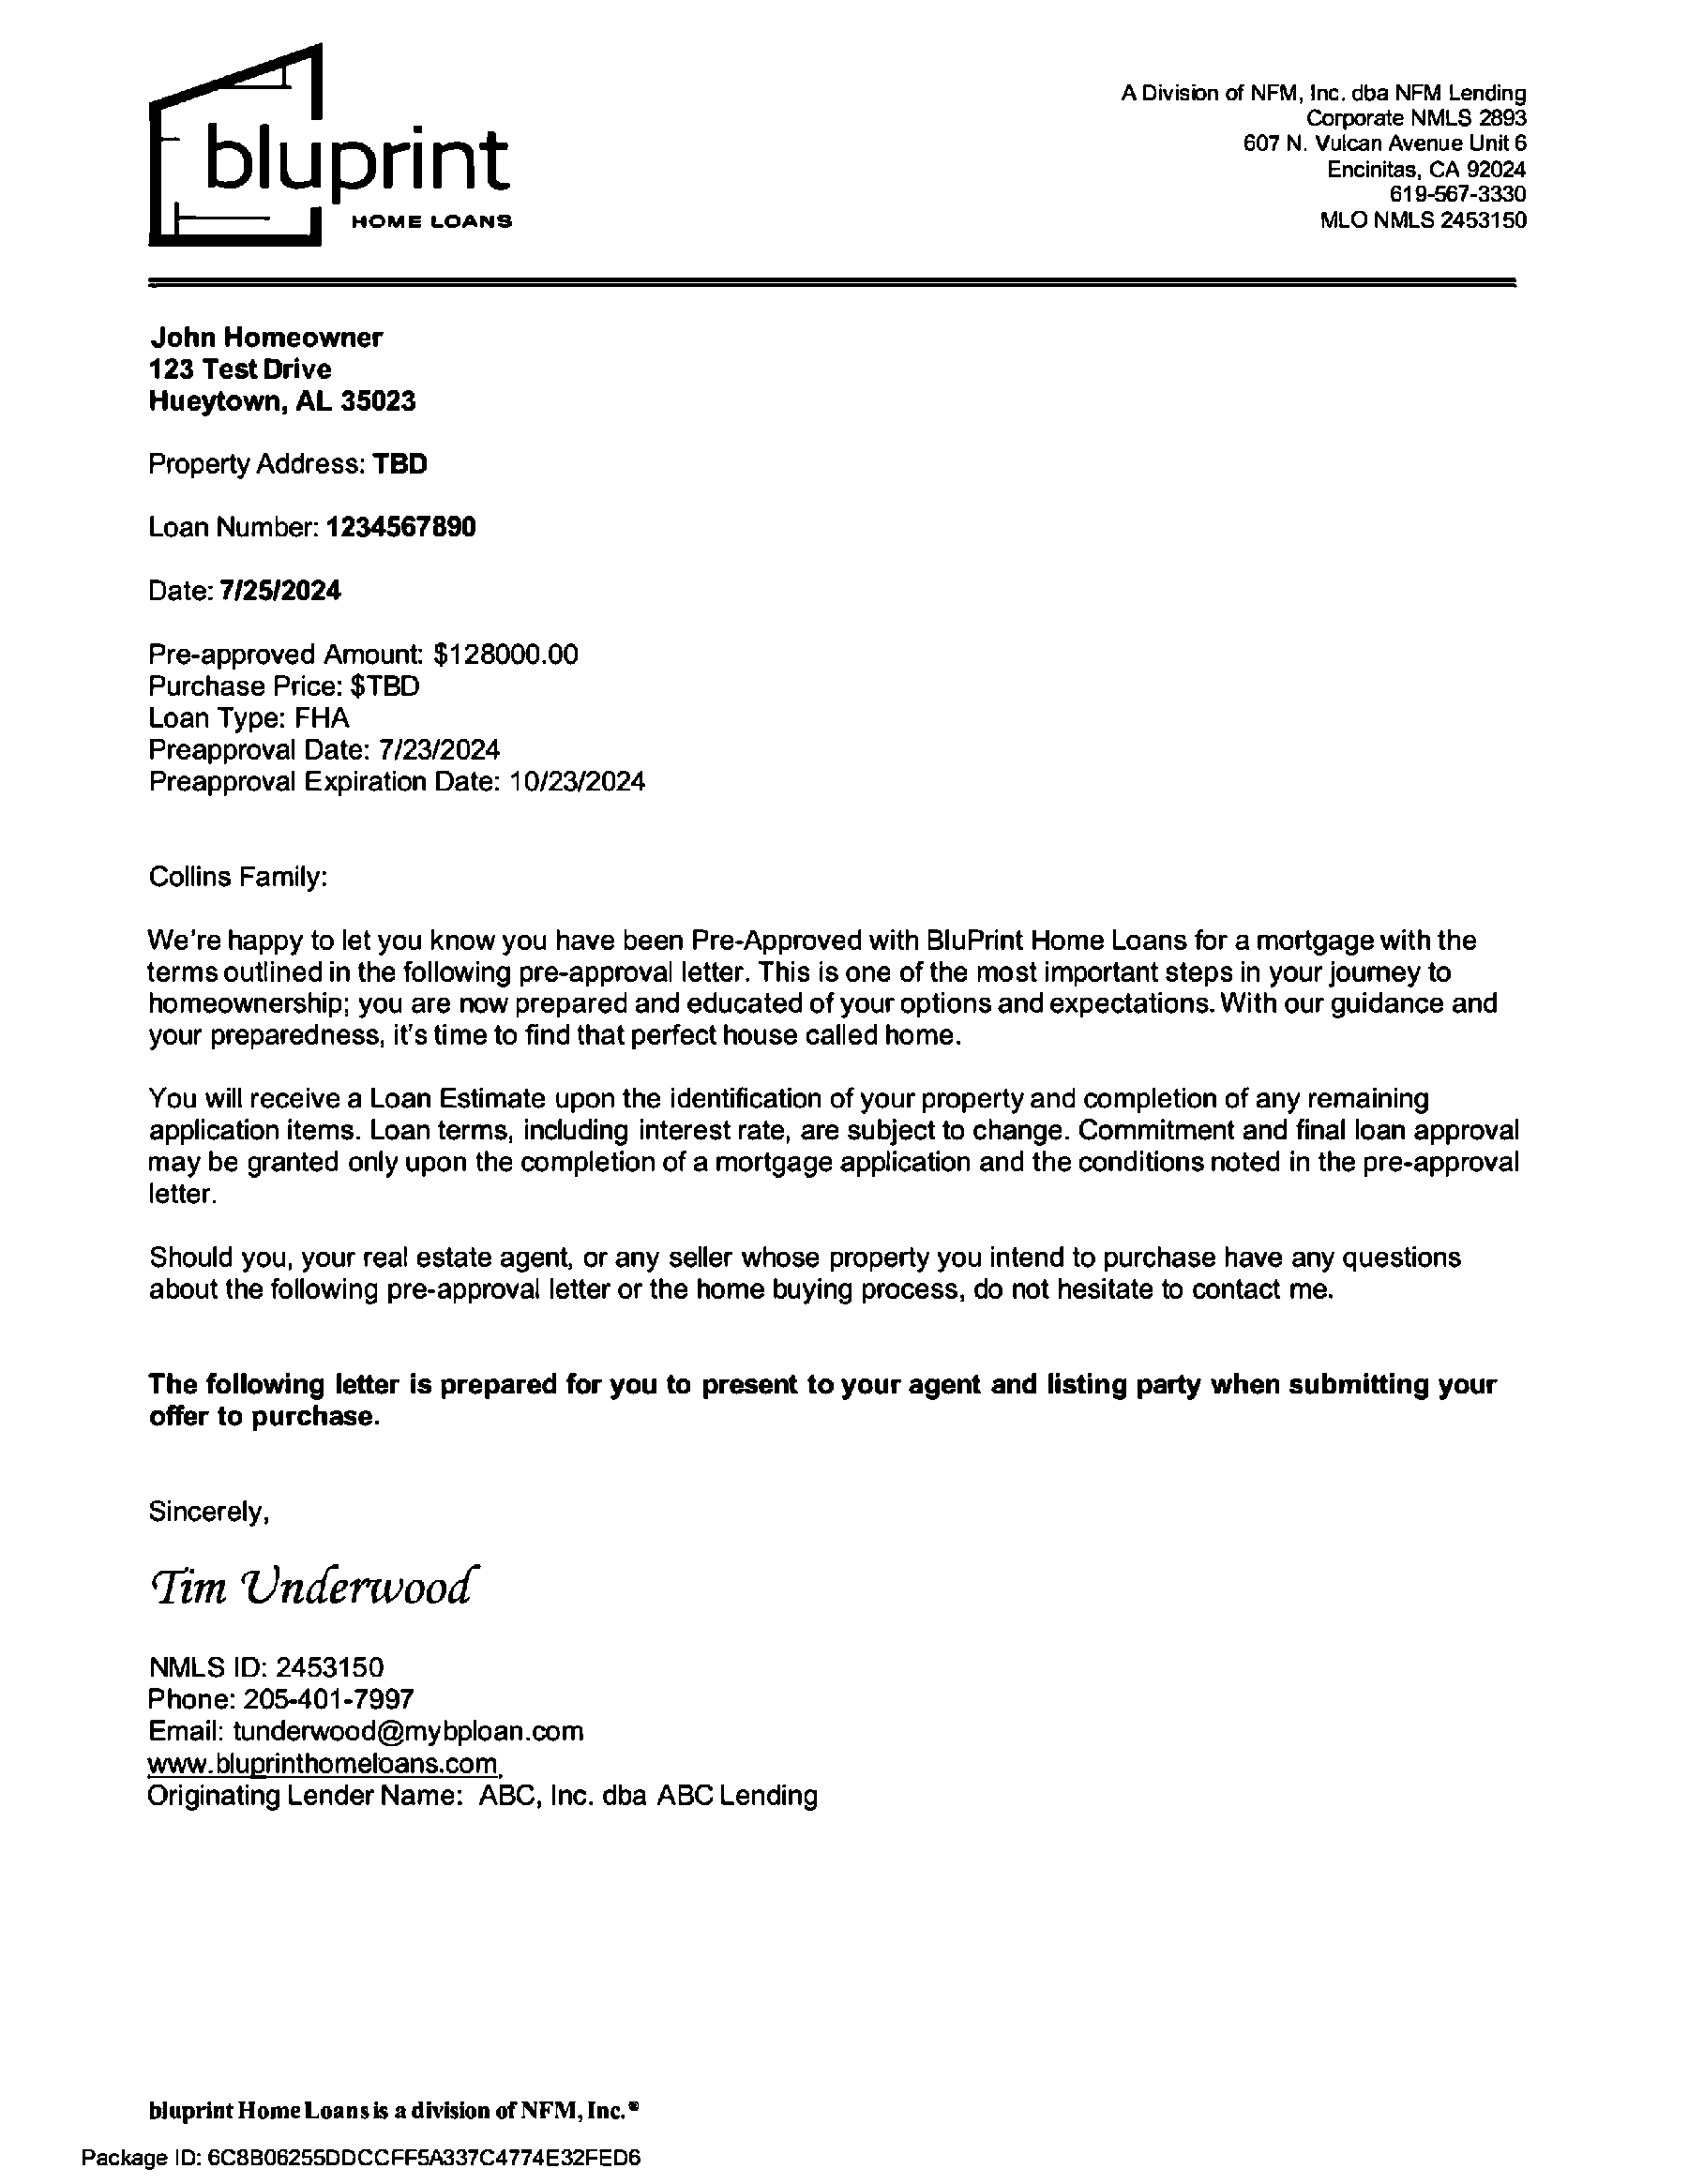 bluprint
HOME LOANS
A Division of NFM, Inc. dba NFM Lending
Corporate NMLS 2893
607 N. Vulcan Avenue Unit 6
Encinitas, CA 92024
619-567-3330
MLO NMLS 2453150
John Homeowner
123 Test Drive
Hueytown, AL 35023
Property Address: TBD
Loan Number: 1234567890
Date: 7/25/2024
Pre-approved Amount: $128000.00
Purchase Price: $TBD
Loan Type: FHA
Preapproval Date: 7/23/2024
Preapproval Expiration Date: 10/23/2024
Collins Family:
We're happy to let you know you have been Pre-Approved with BluPrint Home Loans for a mortgage with the
terms outlined in the following pre-approval letter. This is one of the most important steps in your journey to
homeownership; you are now prepared and educated of your options and expectations. With our guidance and
your preparedness, it's time to find that perfect house called home.
You will receive a Loan Estimate upon the identification of your property and completion of any remaining
application items. Loan terms, including interest rate, are subject to change. Commitment and final loan approval
may be granted only upon the completion of a mortgage application and the conditions noted in the pre-approval
letter.
Should you, your real estate agent, or any seller whose property you intend to purchase have any questions
about the following pre-approval letter or the home buying process, do not hesitate to contact me.
The following letter is prepared for you to present to your agent and listing party when submitting your
offer to purchase.
Sincerely,
Tim Underwood
NMLS ID: 2453150
Phone: 205-401-7997
Email: tunderwood@mybploan.com
www.bluprinthomeloans.com,
Originating Lender Name: ABC, Inc. dba ABC Lending
bluprint Home Loans is a division of NFM, Inc.®
Package ID: 6C8B06255DDCCFF5A337C4774E32FED6